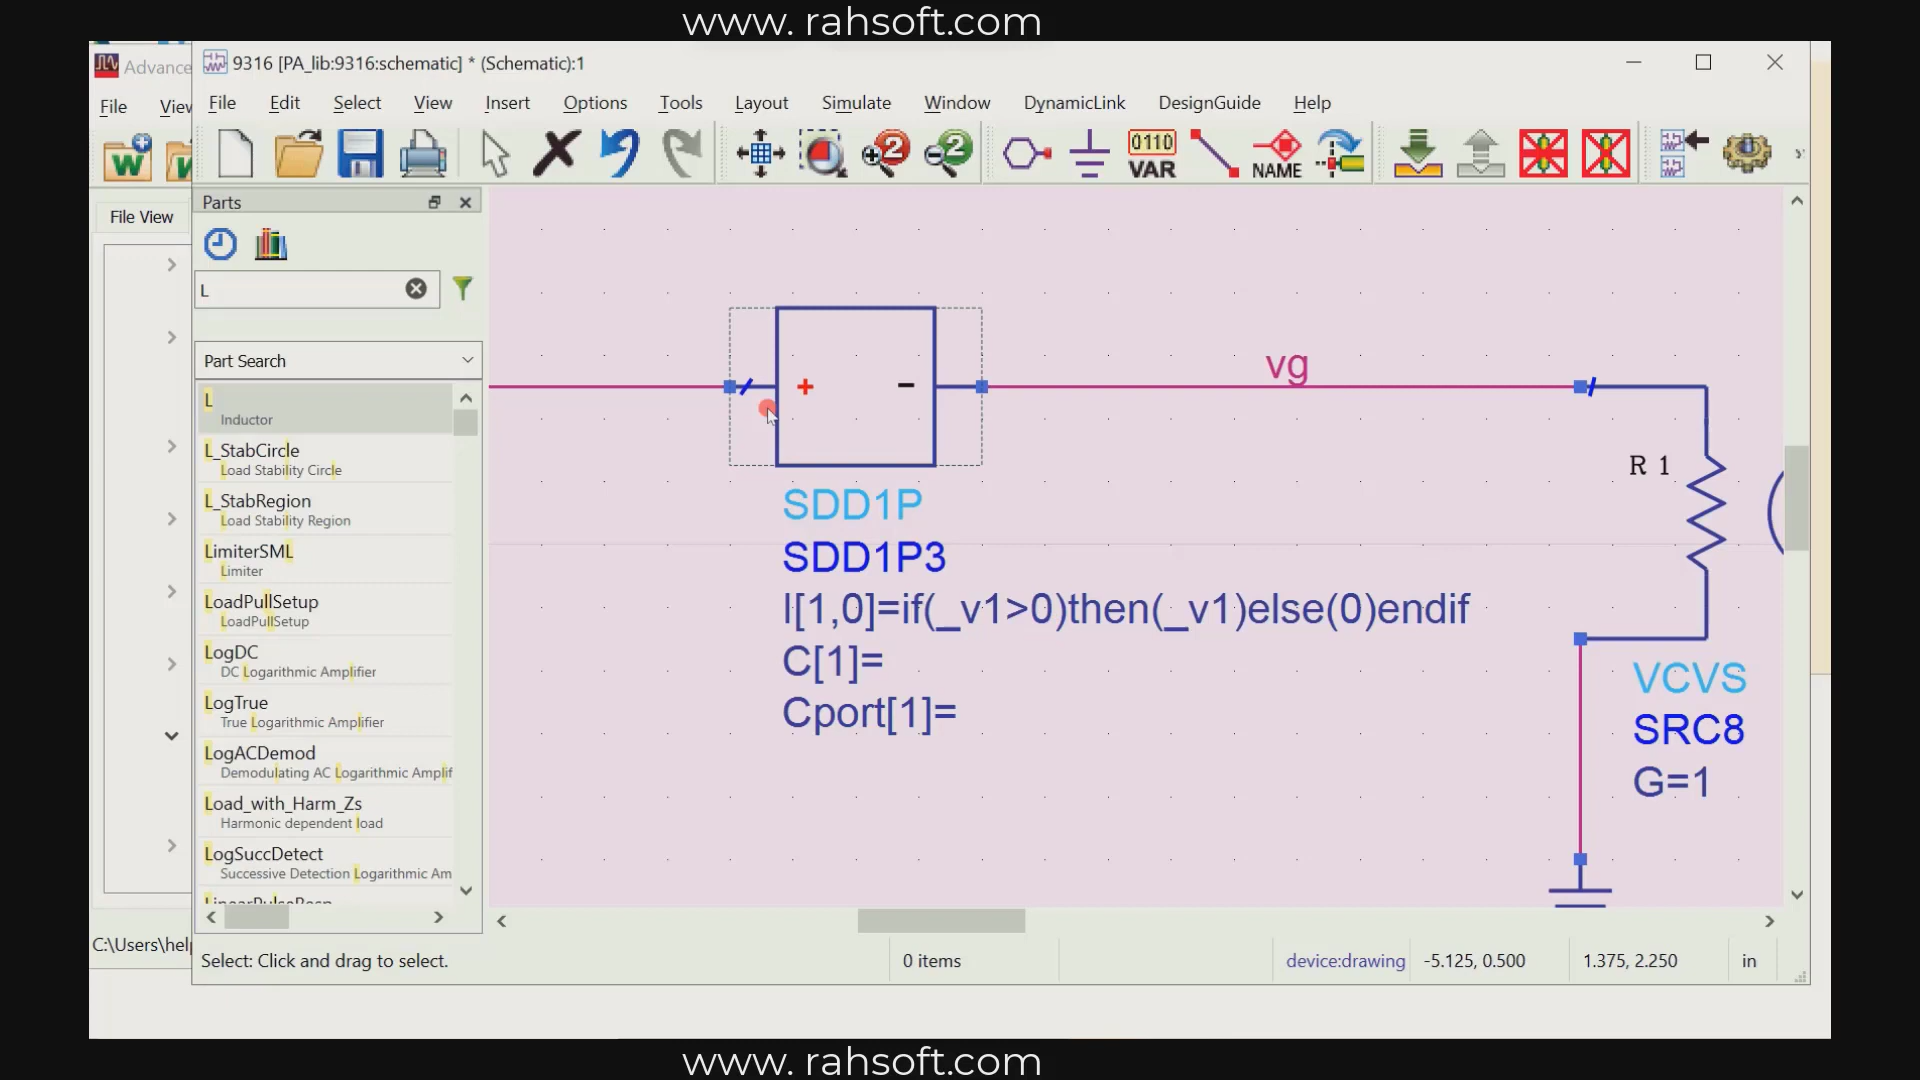 www. rahsoft.com
Advance
9316 [PA_lib:9316:schematic] * (Schematic):1
File
View
File Edit Select View Insert Options Tools Layout Simulate Window DynamicLink DesignGuide Help
W
2
2
0110
VAR
NAME
File View
Parts
L
Part Search
L
Inductor
L_StabCircle
Load Stability Circle
L_StabRegion
Load Stability Region
LimiterSML
Limiter
LoadPullSetup
LoadPullSetup
LogDC
DC Logarithmic Amplifier
LogTrue
True Logarithmic Amplifier
LogACDemod
Demodulating AC Logarithmic Amplif
Load_with_Harm_Zs
Harmonic dependent load
LogSuccDetect
Successive Detection Logarithmic Am
+ −
vg
R 1
SDD1P
SDD1P3
I[1,0]=if(_v1>0)then(_v1)else(0)endif
C[1]=
Cport[1]=
VCVS
SRC8
G=1
C:\Users\help
Select: Click and drag to select.
0 items
device:drawing
-5.125, 0.500
1.375, 2.250
in
www. rahsoft.com